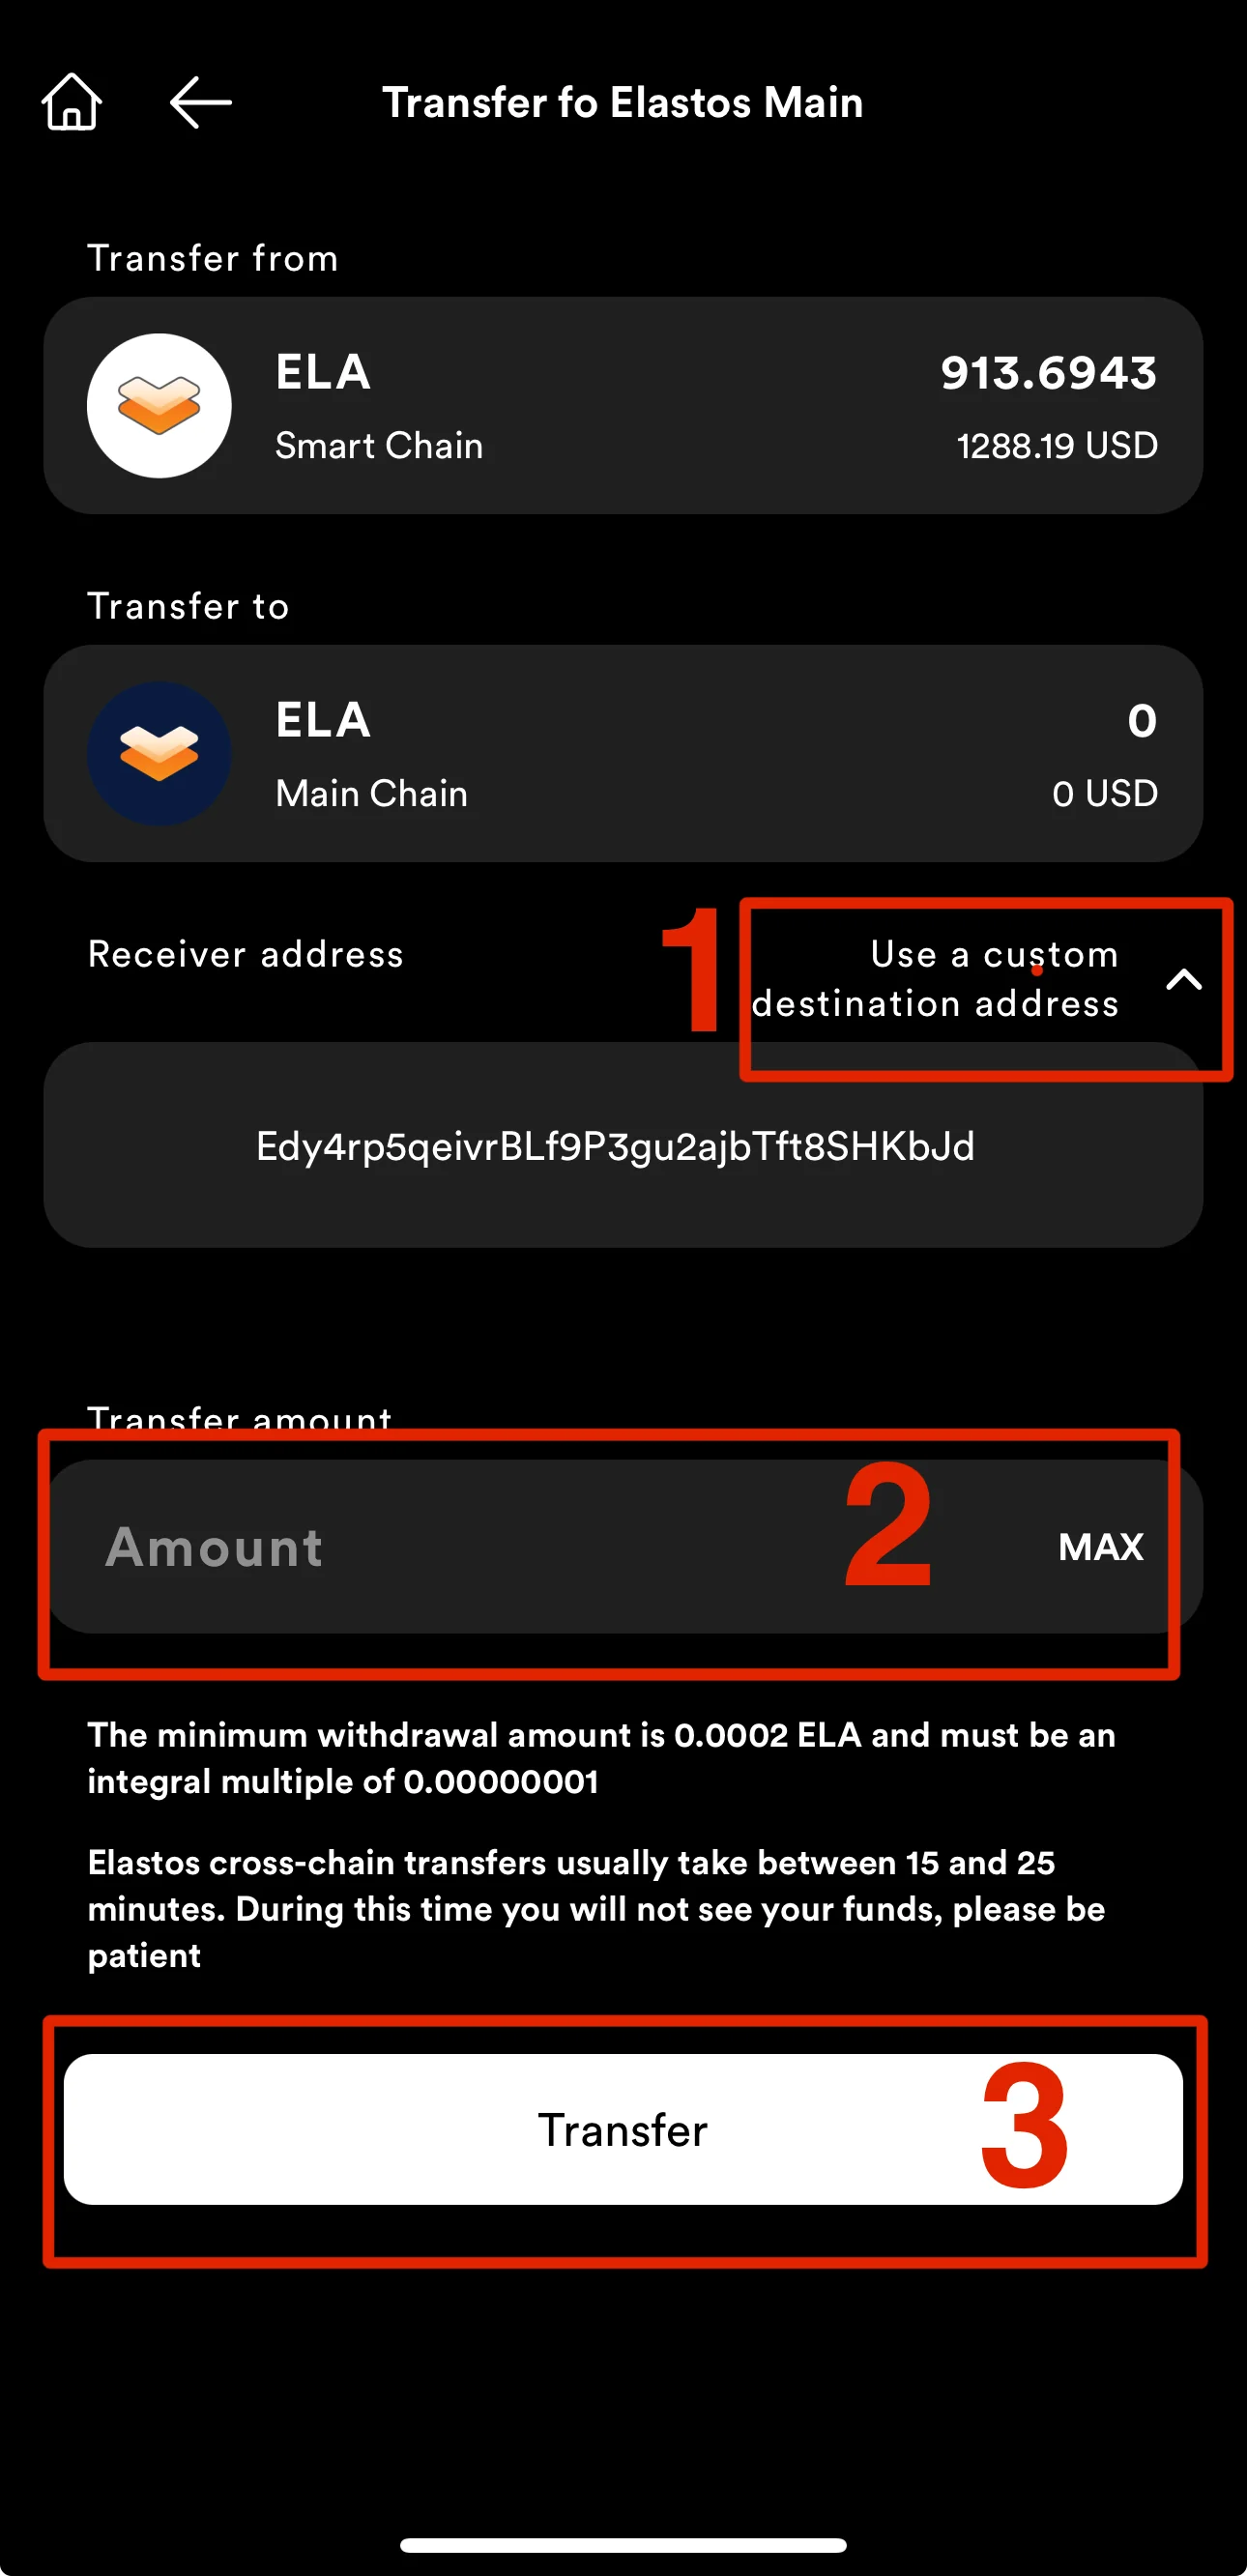 Transfer fo Elastos Main
Transfer from
ELA
913.6943
Smart Chain
1288.19 USD
Transfer to
ELA
0
Main Chain
0 USD
Receiver address
1
Use a custom
destination address
Edy4rp5qeivrBLf9P3gu2ajbTft8SHKbJd
Transfer amount
Amount
2
MAX
The minimum withdrawal amount is 0.0002 ELA and must be an
integral multiple of 0.00000001
Elastos cross-chain transfers usually take between 15 and 25
minutes. During this time you will not see your funds, please be
patient
Transfer
3